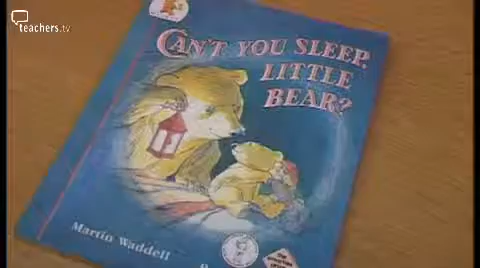 teachers.tv
CAN'T YOU SLEEP,
LITTLE
BEAR?
Martin Waddell